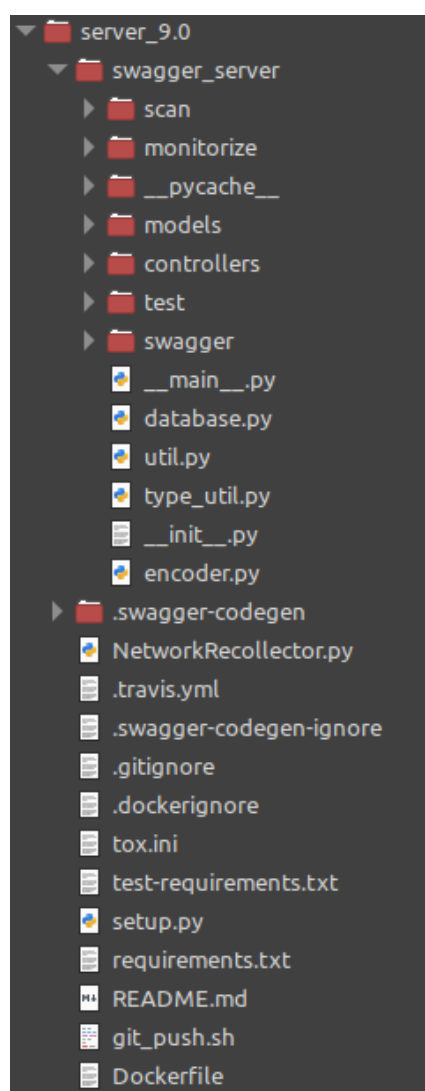 server_9.0
swagger_server
scan
monitorize
__pycache__
models
controllers
test
swagger
__main__.py
database.py
util.py
type_util.py
__init__.py
encoder.py
.swagger-codegen
NetworkRecollector.py
.travis.yml
.swagger-codegen-ignore
.gitignore
.dockerignore
tox.ini
test-requirements.txt
setup.py
requirements.txt
README.md
git_push.sh
Dockerfile